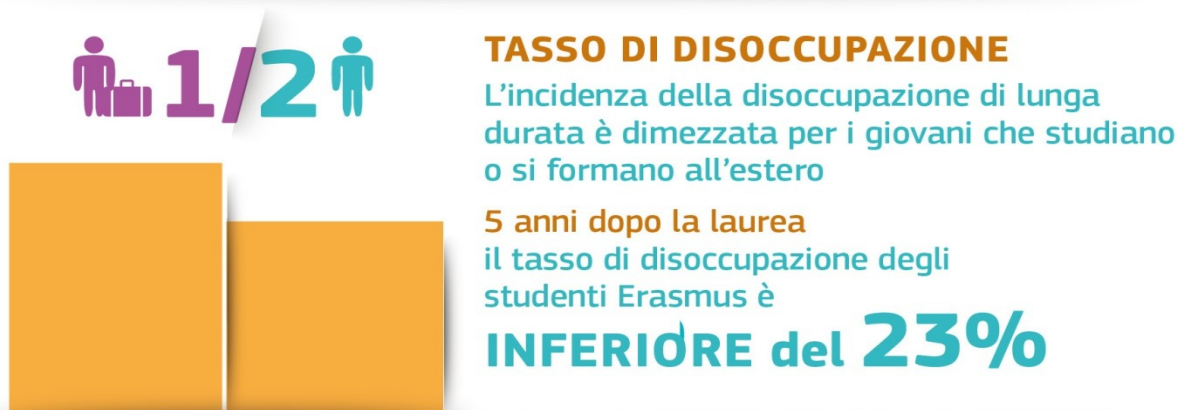 1/2
TASSO DI DISOCCUPAZIONE
L'incidenza della disoccupazione di lunga
durata è dimezzata per i giovani che studiano
o si formano all'estero
5 anni dopo la laurea
il tasso di disoccupazione degli
studenti Erasmus è
INFERIORE del 23%